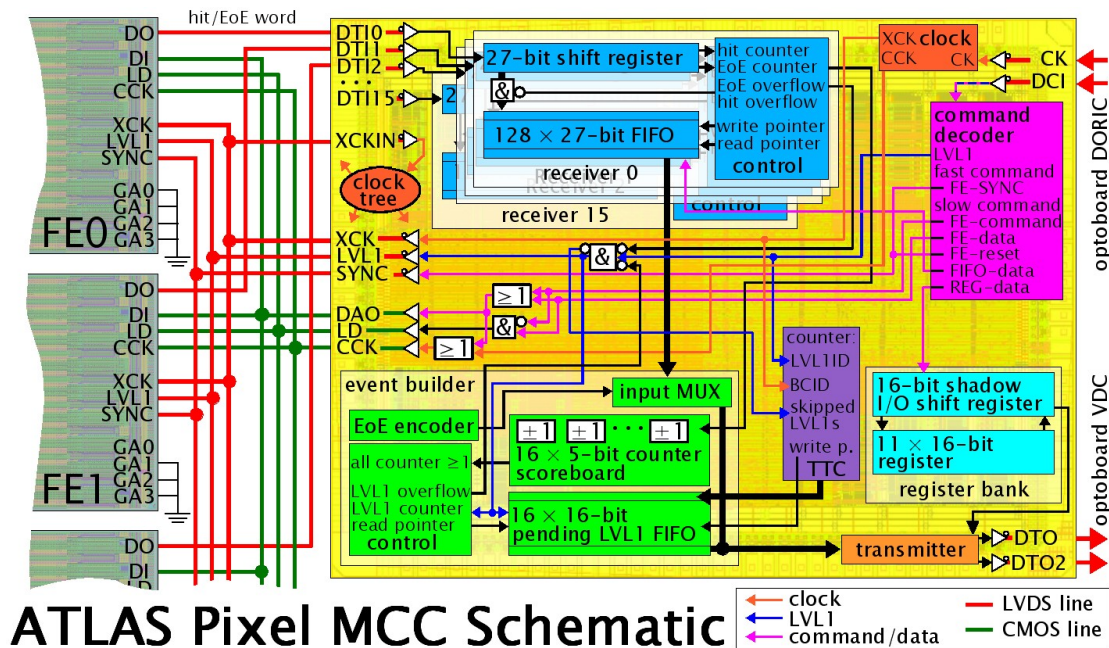 hit/EoE word
DO
DI
LD
CCK
XCK
LVL1
SYNC
GA0
GA1
GA2
GA3
FE0
DO
DI
LD
CCK
XCK
LVL1
SYNC
GA0
GA1
GA2
GA3
FE1
DO
DI
LD
DTI0
DTI1
DTI2
...
DTI15
XCKIN
clock
tree
XCK
LVL1
SYNC
DAO
LD
CCK
27-bit shift register
&
128 × 27-bit FIFO
receiver 0
hit counter
EoE counter
EoE overflow
hit overflow
write pointer
read pointer
control
27
Receiver 2
control
receiver 15
XCK
clock
CCK
CK
CK
DCI
optoboard DORIC
command
decoder
LVL1
fast command
FE-SYNC
slow command
FE-command
FE-data
FE-reset
FIFO-data
REG-data
&
≥1
&
≥1
counter:
LVL1ID
BCID
skipped
LVL1s
write p.
TTC
event builder
input MUX
EoE encoder
±1
±1
···
±1
16 × 5-bit counter
scoreboard
all counter ≥1
LVL1 overflow
LVL1 counter
read pointer
control
16 × 16-bit
pending LVL1 FIFO
16-bit shadow
I/O shift register
11 × 16-bit
register
register bank
transmitter
DTO
DTO2
optoboard VDC
ATLAS Pixel MCC Schematic
clock
LVL1
command/data
LVDS line
CMOS line